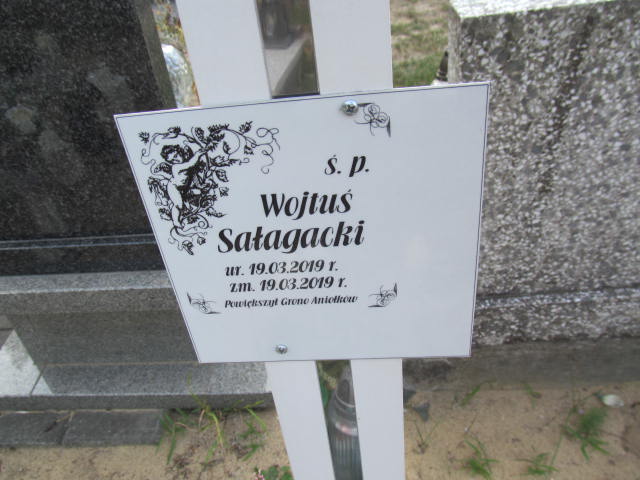 ś. p.
Wojtuś
Sałagacki
ur. 19.03.2019 r.
zm. 19.03.2019 r.
Powiększył Grono Aniołków